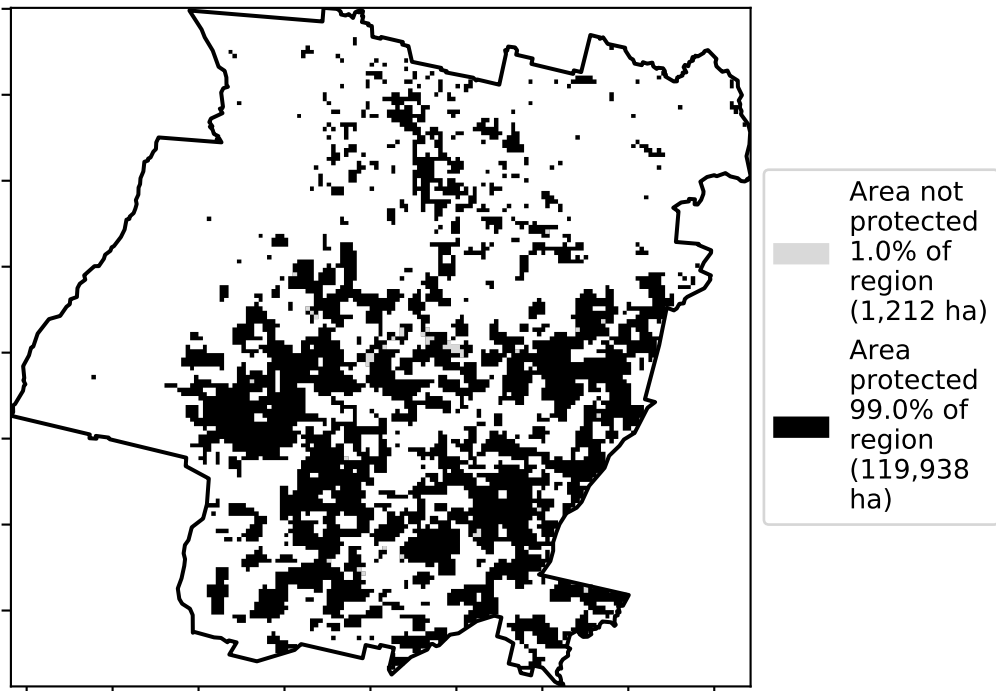 Area not
protected
1.0% of
region
(1,212 ha)
Area
protected
99.0% of
region
(119,938
ha)